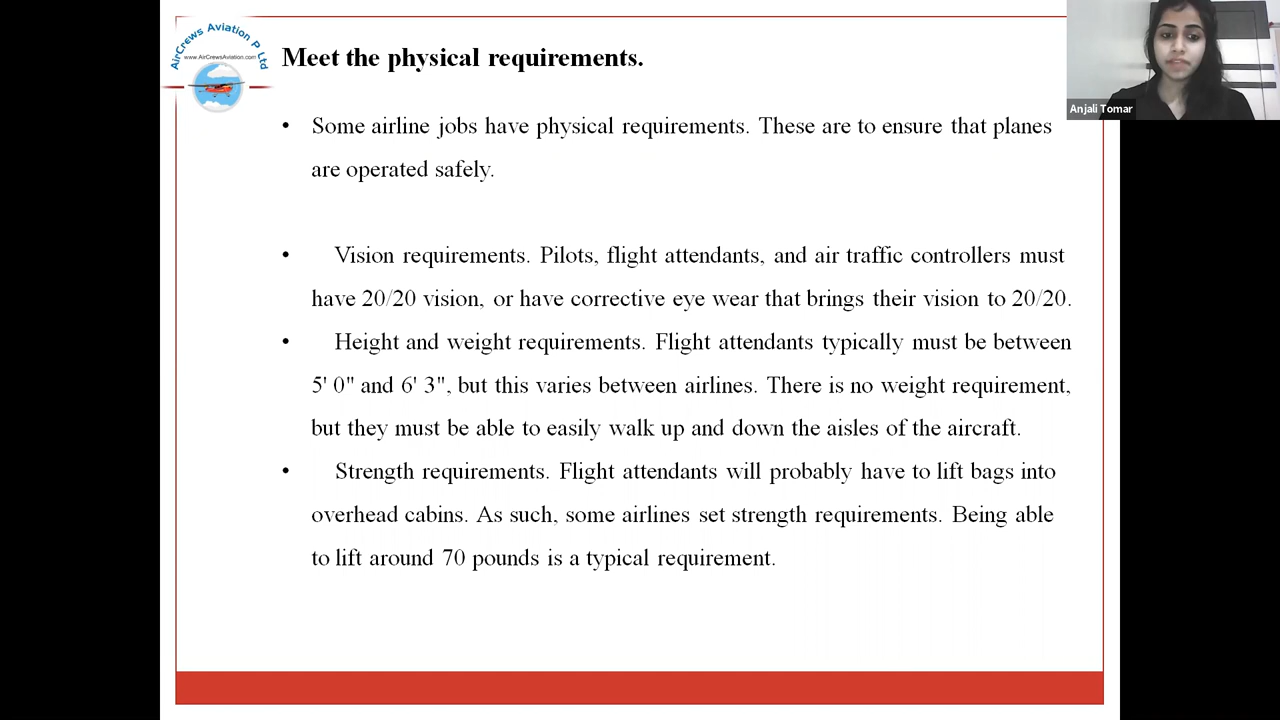 AirCrews Aviation P Ltd
www.AirCrewsAviation.com
Meet the physical requirements.
Anjali Tomar
• Some airline jobs have physical requirements. These are to ensure that planes
are operated safely.
• Vision requirements. Pilots, flight attendants, and air traffic controllers must
have 20/20 vision, or have corrective eye wear that brings their vision to 20/20.
• Height and weight requirements. Flight attendants typically must be between
5' 0" and 6' 3", but this varies between airlines. There is no weight requirement,
but they must be able to easily walk up and down the aisles of the aircraft.
• Strength requirements. Flight attendants will probably have to lift bags into
overhead cabins. As such, some airlines set strength requirements. Being able
to lift around 70 pounds is a typical requirement.